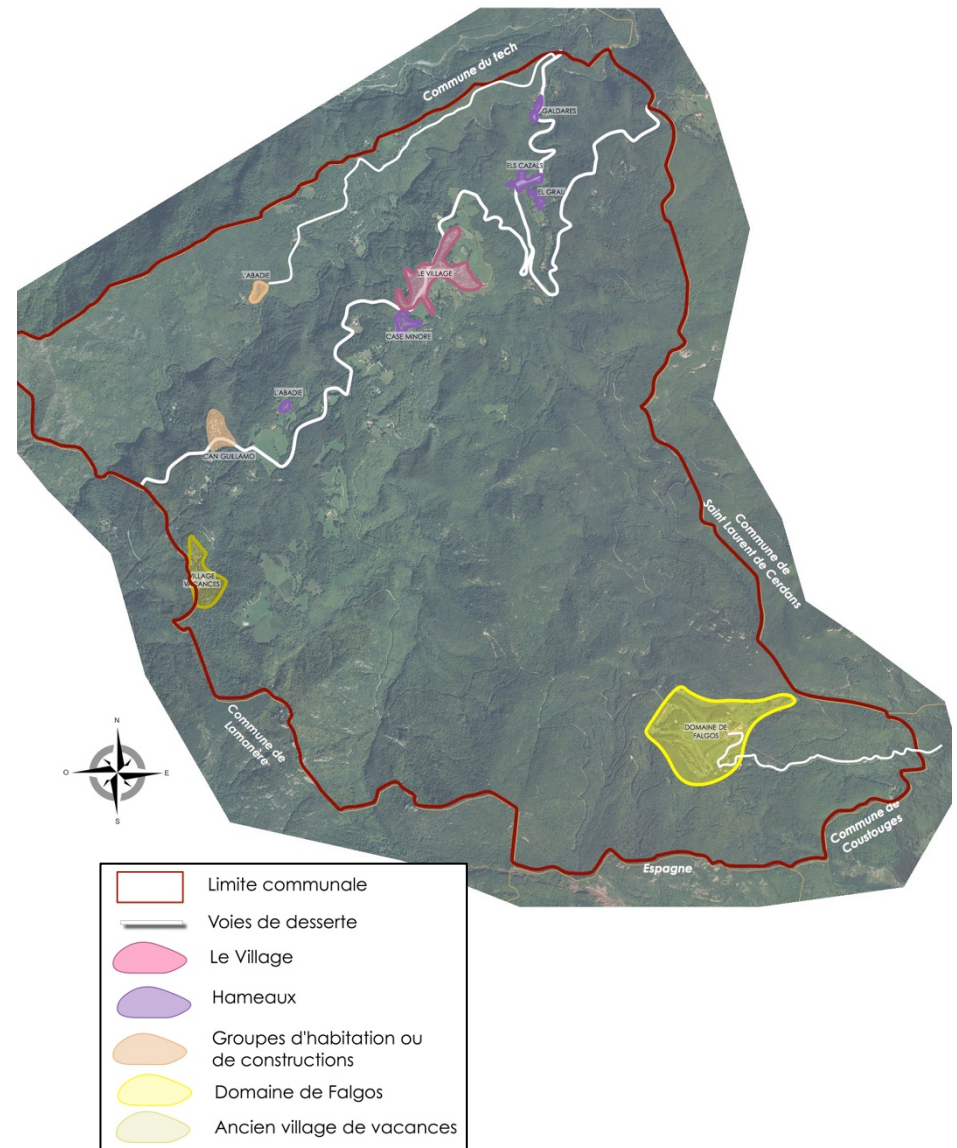 Commune du tech
GALDARES
ELS CAZALS
EL GRAU
L'ABADIE
LE VILLAGE
CASE MINORE
L'ABADIE
CAN GUILLAMO
VILLAGE
VACANCES
Commune de
Saint Laurent de Cerdans
DOMAINE DE
FALGOS
Commune de
Lamanère
N
O
E
S
Commune de
Coustouges
Espagne
Limite communale
Voies de desserte
Le Village
Hameaux
Groupes d'habitation ou
de constructions
Domaine de Falgos
Ancien village de vacances